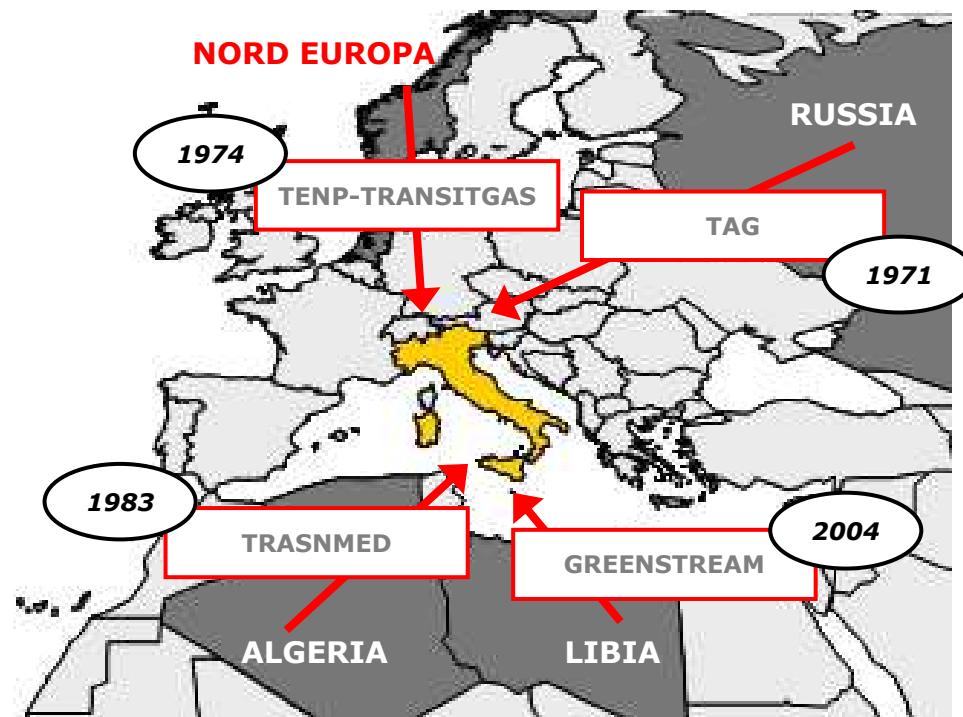 NORD EUROPA
RUSSIA
1974
TENP-TRANSITGAS
TAG
1971
1983
TRASNMED
2004
GREENSTREAM
ALGERIA
LIBIA